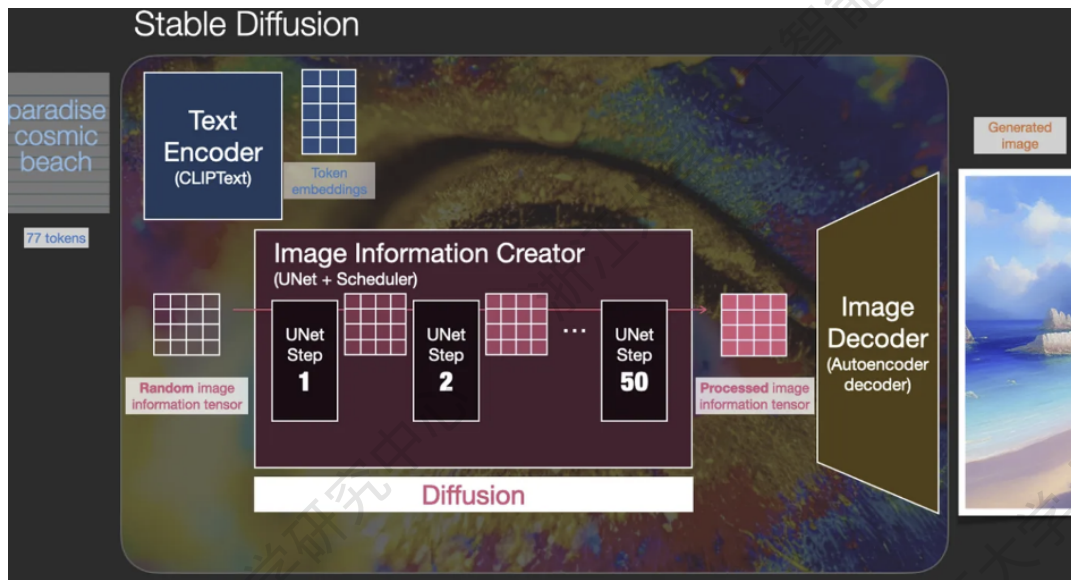 Stable Diffusion
paradise
cosmic
beach
77 tokens
Text
Encoder
(CLIPText)
Token
embeddings
Image Information Creator
(UNet + Scheduler)
UNet
Step
1
UNet
Step
2
...
UNet
Step
50
Random image
information tensor
Processed image
information tensor
Diffusion
Image
Decoder
(Autoencoder
decoder)
Generated
image